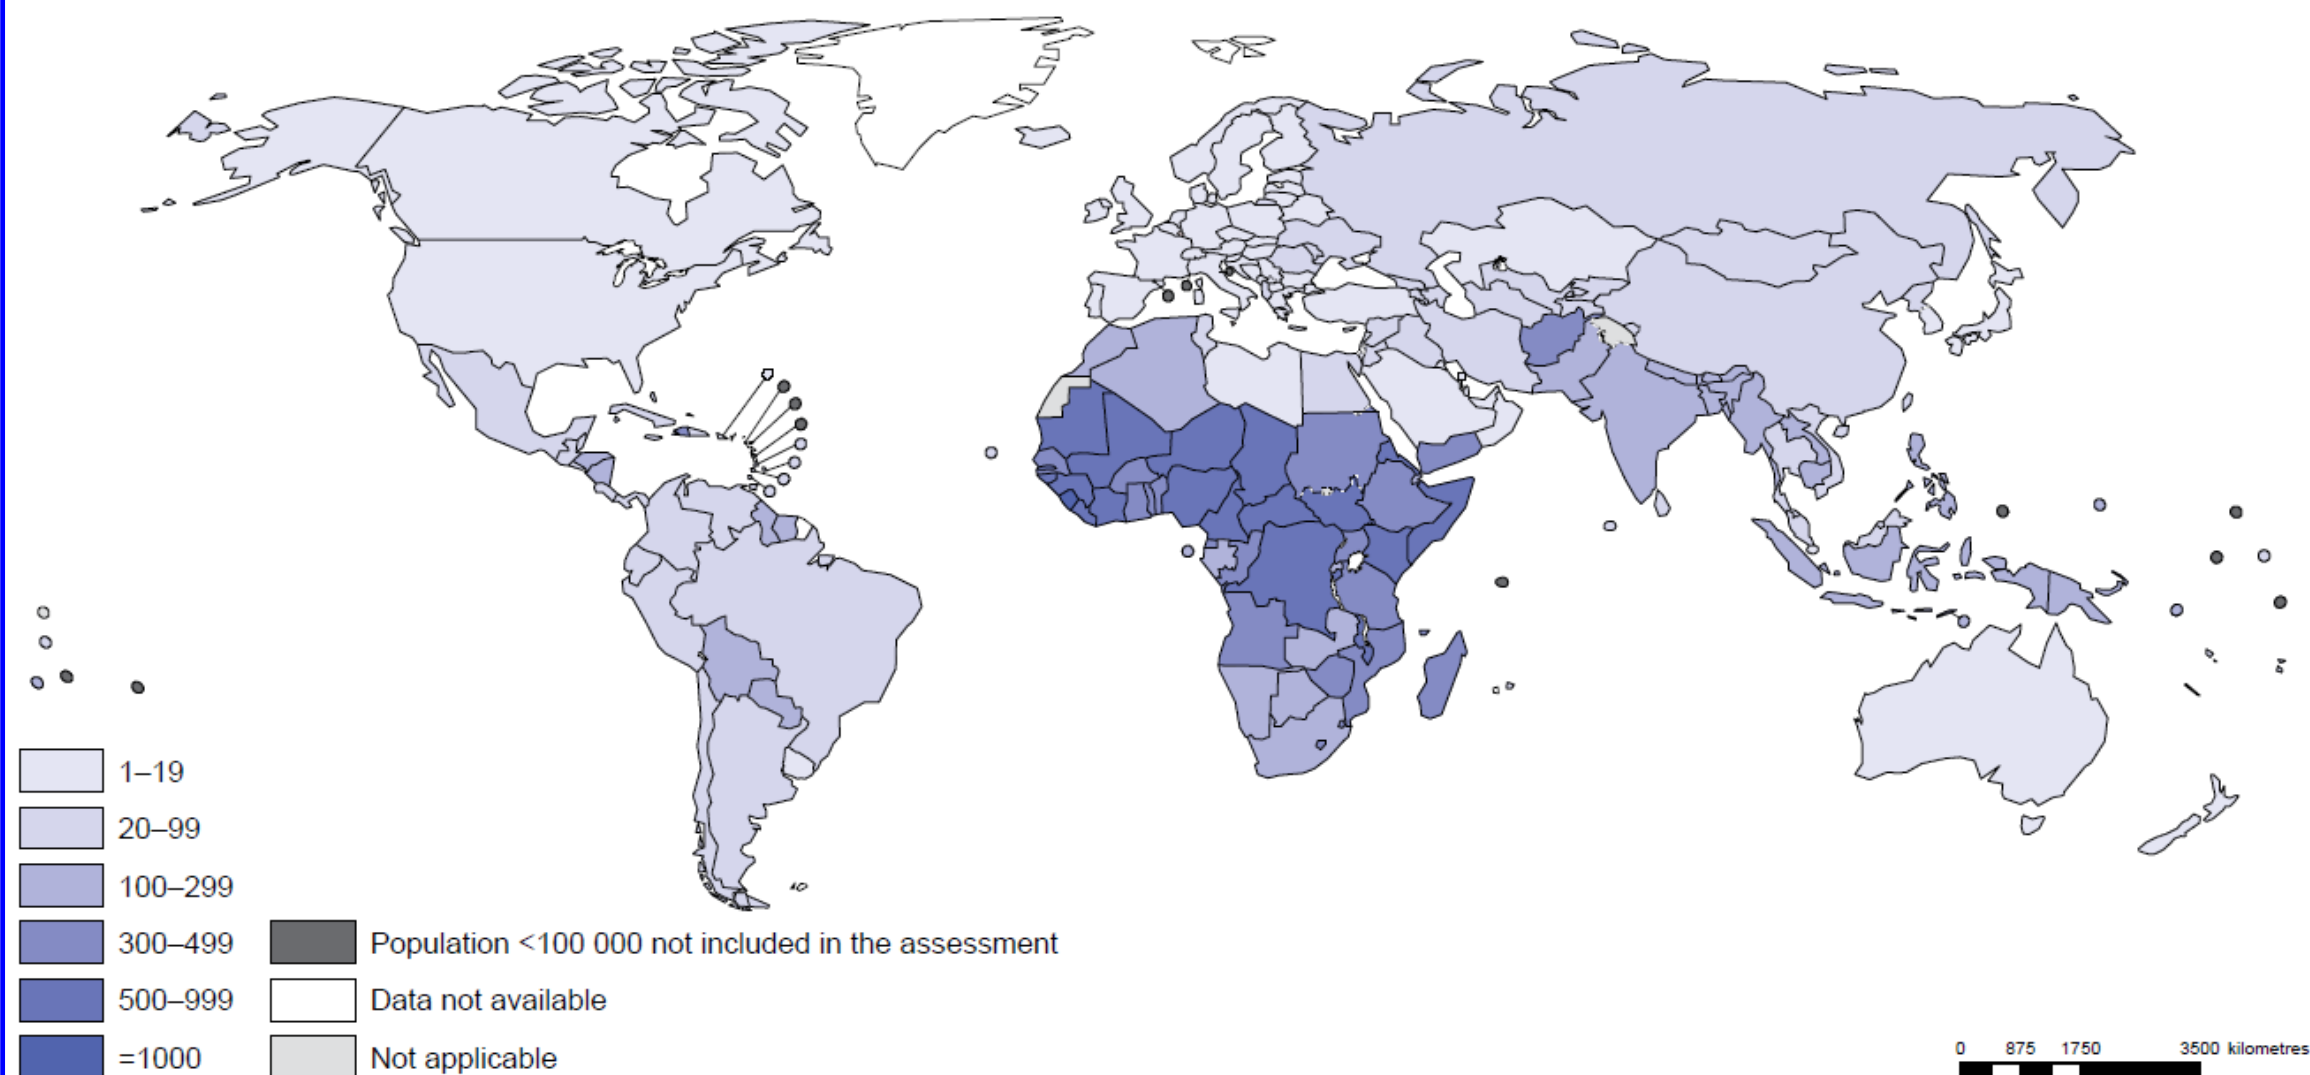 1–19
20–99
100–299
300–499
500–999
=1000
Population <100 000 not included in the assessment
Data not available
Not applicable
0 875 1750 3500 kilometres